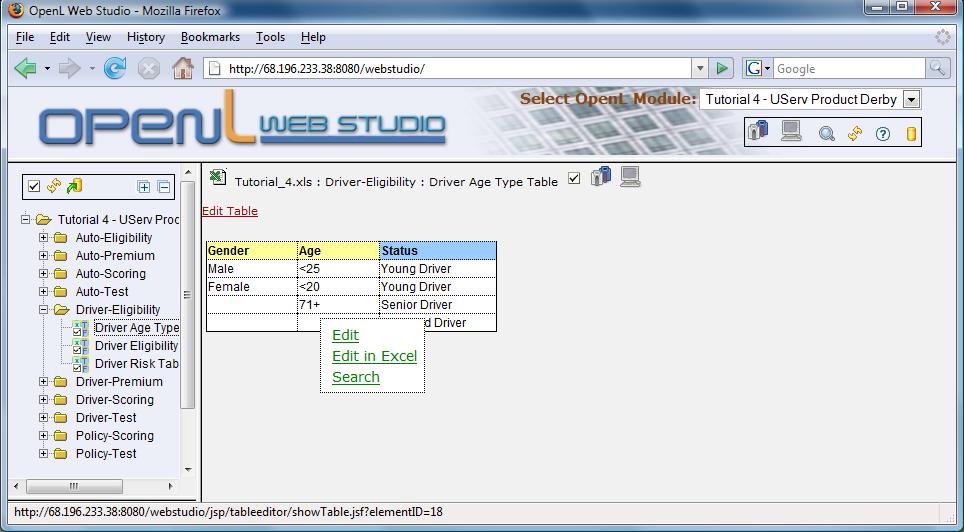 OpenL Web Studio - Mozilla Firefox
File Edit View History Bookmarks Tools Help
http://68.196.233.38:8080/webstudio/
G Google
OPENL WEB STUDIO
Select OpenL Module: Tutorial 4 - UServ Product Derby
Tutorial_4.xls : Driver-Eligibility : Driver Age Type Table
Edit Table
Tutorial 4 - UServ Proc
Auto-Eligibility
Auto-Premium
Auto-Scoring
Auto-Test
Driver-Eligibility
Driver Age Type
Driver Eligibility
Driver Risk Tab
Driver-Premium
Driver-Scoring
Driver-Test
Policy-Scoring
Policy-Test
Gender Age Status
Male <25 Young Driver
Female <20 Young Driver
71+ Senior Driver
d Driver
Edit
Edit in Excel
Search
http://68.196.233.38:8080/webstudio/jsp/tableeditor/showTable.jsf?elementID=18